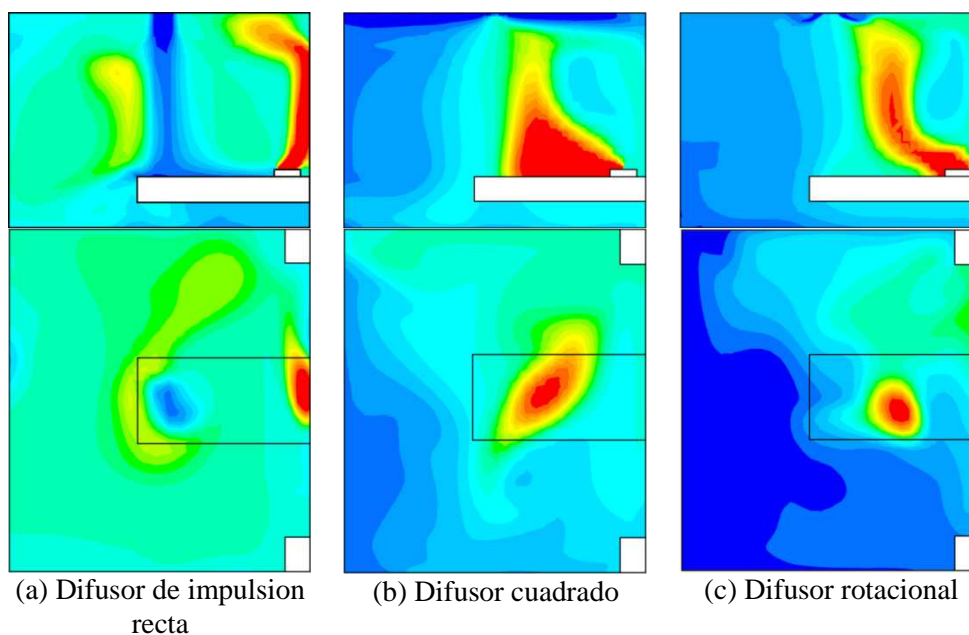 (a) Difusor de impulsion
recta
(b) Difusor cuadrado
(c) Difusor rotacional